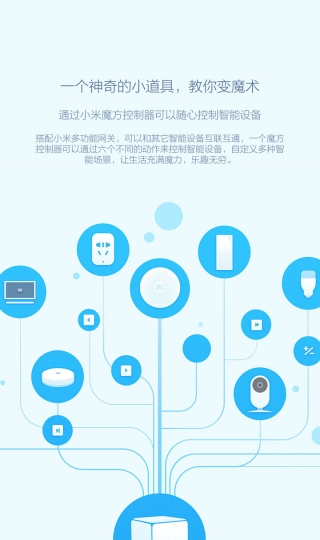 一个神奇的小道具，教你变魔术
通过小米魔方控制器可以随心控制智能设备
搭配小米多功能网关，可以和其它智能设备互联互通，一个魔方
控制器可以通过六个不同的动作来控制智能设备，自定义多种智
能场景，让生活充满魔力，乐趣无穷。